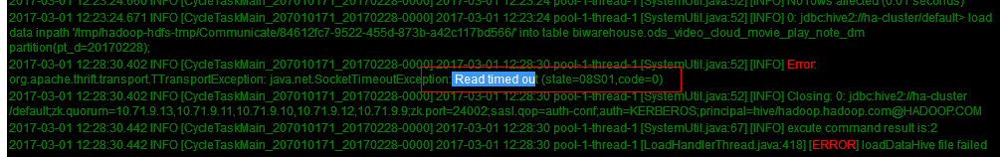 2017-03-01 12:23:24.660 INFO [CycleTaskMain_207010171_20170228-0000] 2017-03-01 12:23:24 pool-1-thread-1 [SystemUtil.java:52] [INFO] No rows affected (0.01 seconds)
2017-03-01 12:23:24.671 INFO [CycleTaskMain_207010171_20170228-0000] 2017-03-01 12:23:24 pool-1-thread-1 [SystemUtil.java:52] [INFO] 0: jdbc:hive2://ha-cluster/default> load
data inpath '/tmp/hadoop-hdfs-tmp/Communicate/84612fc7-9522-455d-873b-a42c117bd566/' into table biwarehouse.ods_video_cloud_movie_play_note_dm
partition(pt_d=20170228);
2017-03-01 12:28:30.402 INFO [CycleTaskMain_207010171_20170228-0000] 2017-03-01 12:28:30 pool-1-thread-1 [SystemUtil.java:52] [INFO] Error:
org.apache.thrift.transport.TTransportException: java.net.SocketTimeoutException: Read timed out (state=08S01,code=0)
2017-03-01 12:28:30.402 INFO [CycleTaskMain_207010171_20170228-0000] 2017-03-01 12:28:30 pool-1-thread-1 [SystemUtil.java:52] [INFO] Closing: 0: jdbc:hive2://ha-cluster
/default;zk.quorum=10.71.9.13,10.71.9.11,10.71.9.10,10.71.9.12,10.71.9.9;zk.port=24002;sasl.qop=auth-conf;auth=KERBEROS;principal=hive/hadoop.hadoop.com@HADOOP.COM
2017-03-01 12:28:30.442 INFO [CycleTaskMain_207010171_20170228-0000] 2017-03-01 12:28:30 pool-1-thread-1 [SystemUtil.java:67] [INFO] excute command result is:2
2017-03-01 12:28:30.442 INFO [CycleTaskMain_207010171_20170228-0000] 2017-03-01 12:28:30 pool-1-thread-1 [LoadHandlerThread.java:418] [ERROR] loadDataHive file failed